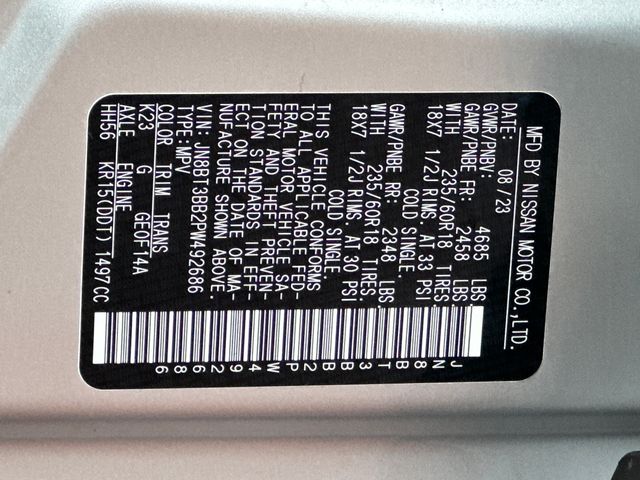 MFD BY NISSAN MOTOR CO.,LTD.
DATE: 08/23
GVWR/PNBV: 4685 LBS
GAWR/PNBE FR: 2458 LBS.
WITH 235/60R18 TIRES:
18X7 1/2J RIMS, AT 33 PSI
COLD SINGLE
GAWR/PNBE RR: 2348 LBS.
WITH 235/60R18 TIRES:
18X7 1/2J RIMS, AT 30 PSI
COLD SINGLE
THIS VEHICLE CONFORMS
TO ALL APPLICABLE FED-
ERAL MOTOR VEHICLE SA-
FETY AND THEFT PREVEN-
TION STANDARDS IN EFF-
ECT ON THE DATE OF MA-
NUFACTURE SHOWN ABOVE.
VIN: JN8BT3BB2PW492686
TYPE: MPV
COLOR TRIM TRANS
K23 G GE0F14A
AXLE ENGINE
HH56 KR15(DDT) 1497CC
JN8BT3BB2PW492686